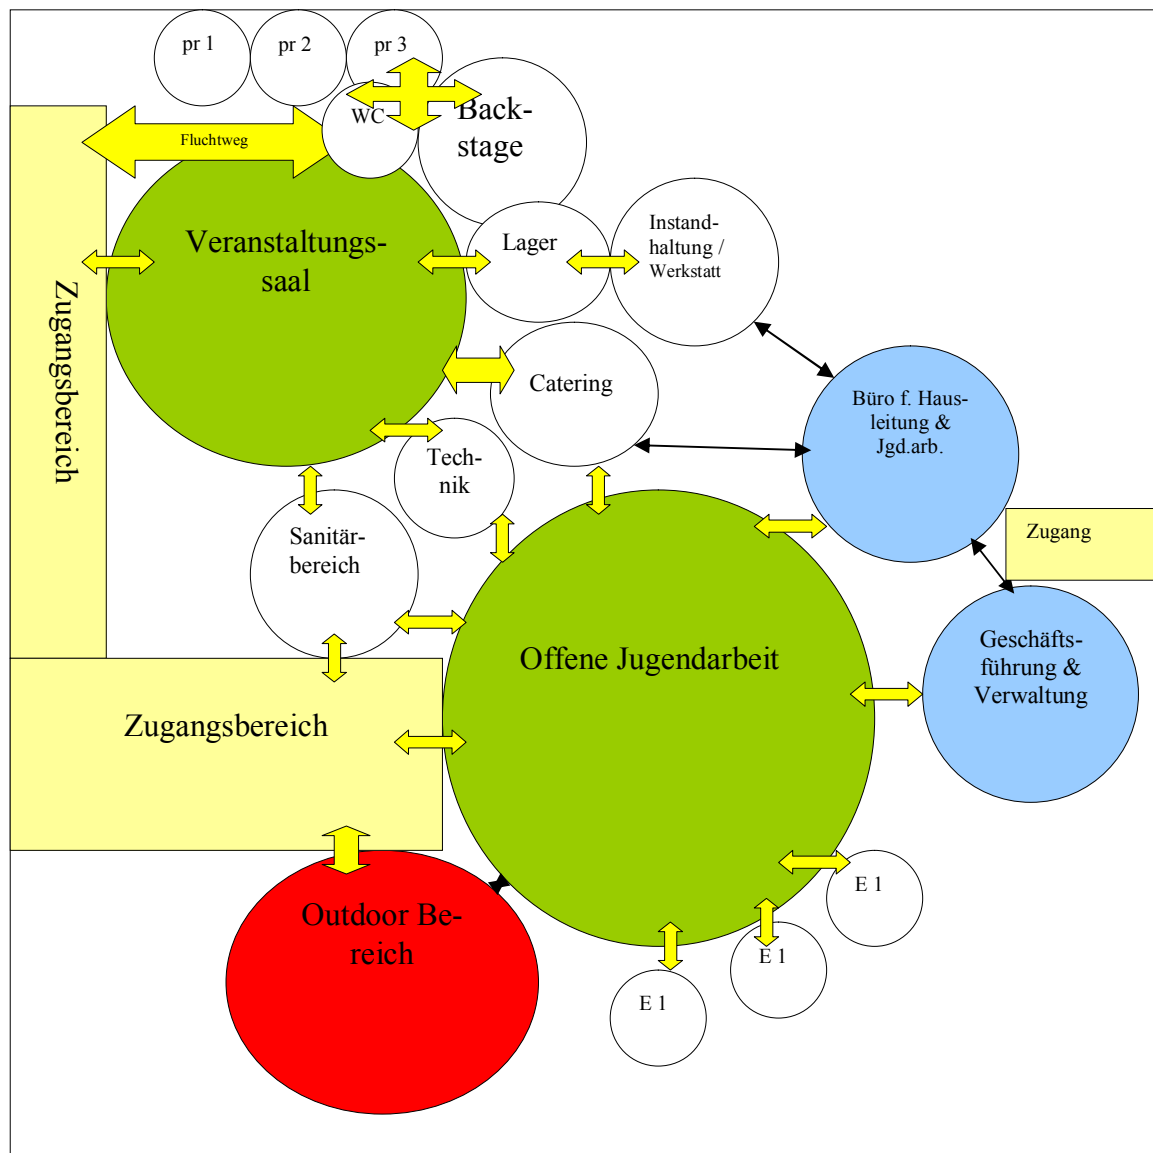 pr 1
pr 2
pr 3
WC
Back-
stage
Fluchtweg
Veranstaltungs-
saal
Lager
Instand-
haltung /
Werkstatt
Zugangsbereich
Catering
Büro f. Haus-
leitung &
Jgd.arb.
Tech-
nik
Sanitär-
bereich
Zugang
Offene Jugendarbeit
Geschäfts-
führung &
Verwaltung
Zugangsbereich
E 1
Outdoor Be-
reich
E 1
E 1